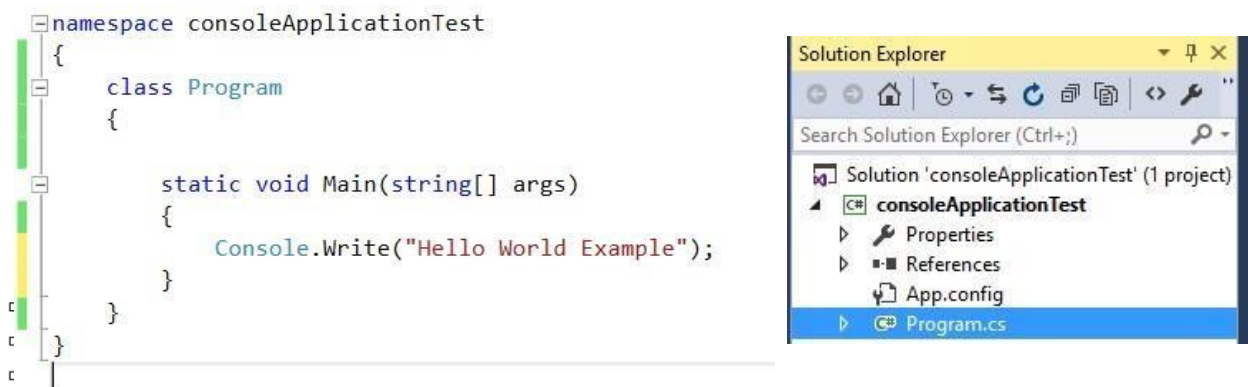 namespace consoleApplicationTest
{
class Program
{
static void Main(string[] args)
{
Console.Write("Hello World Example");
}
}
}
Solution Explorer
Search Solution Explorer (Ctrl+;)
Solution 'consoleApplicationTest' (1 project)
C# consoleApplicationTest
Properties
References
App.config
C# Program.cs